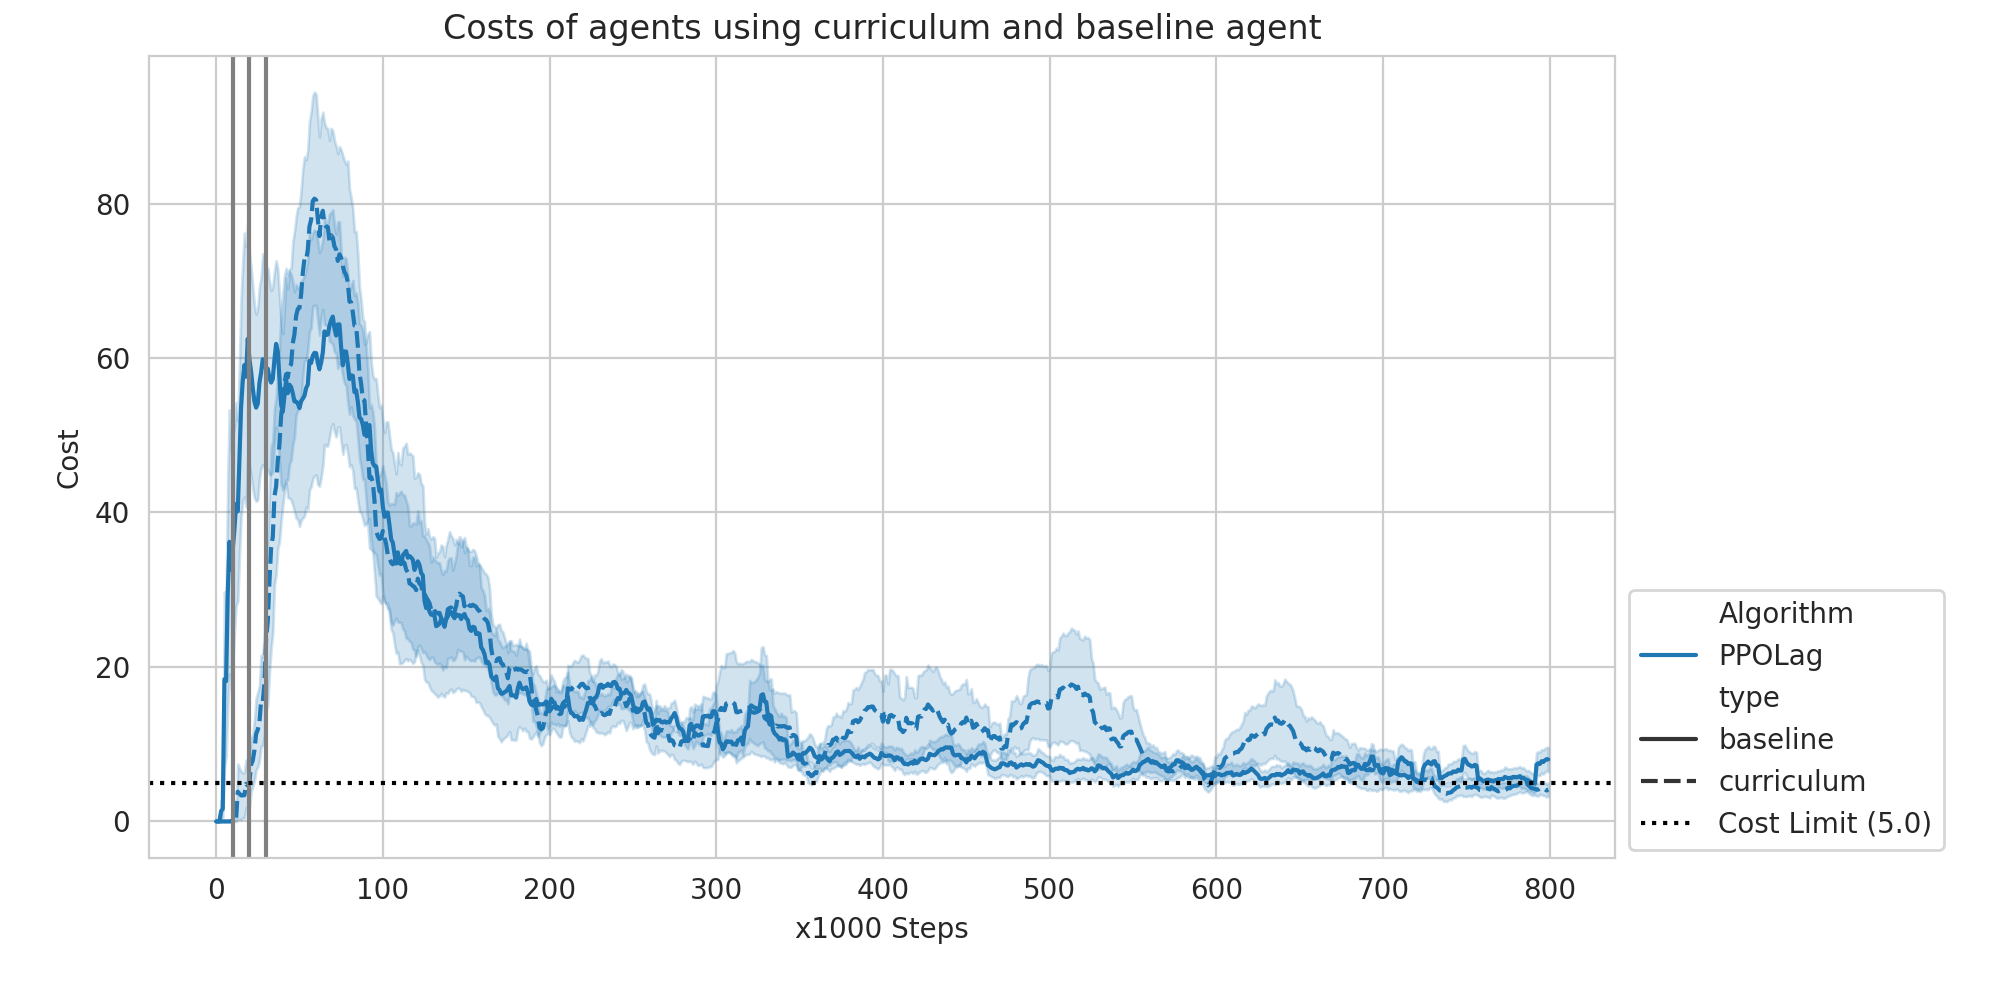 Costs of agents using curriculum and baseline agent
Cost
80
60
40
20
0
0 100 200 300 400 500 600 700 800
x1000 Steps
Algorithm
PPOLag
type
baseline
curriculum
Cost Limit (5.0)